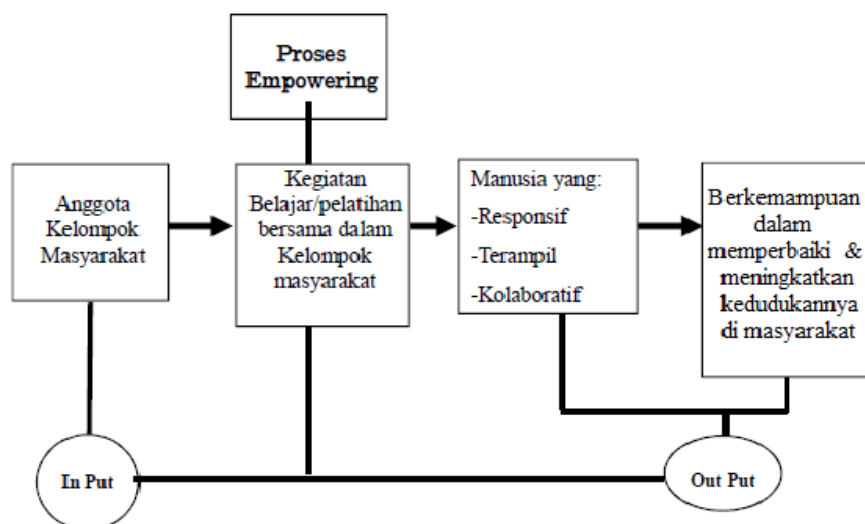 Proses
Empowering
Anggota
Kelompok
Masyarakat
Kegiatan
Belajar/pelatihan
bersama dalam
Kelompok
masyarakat
Manusia yang:
-Responsif
-Terampil
-Kolaboratif
Berkemampuan
dalam
memperbaiki &
meningkatkan
kedudukannya
di masyarakat
In Put
Out Put